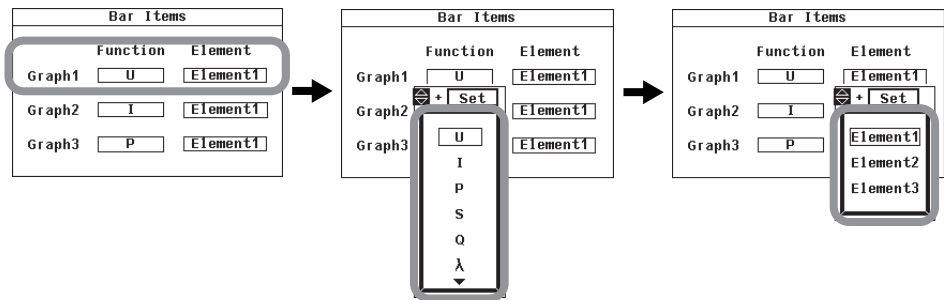 Bar Items
Function Element
Graph1 U Element1
Graph2 I Element1
Graph3 P Element1
Bar Items
Function Element
Graph1 U Element1
+ Set
Graph2 Element1
Graph3 Element1
U
I
P
S
Q
λ
Bar Items
Function Element
Graph1 U Element1
+ Set
Graph2 I
Graph3 P
Element1
Element2
Element3